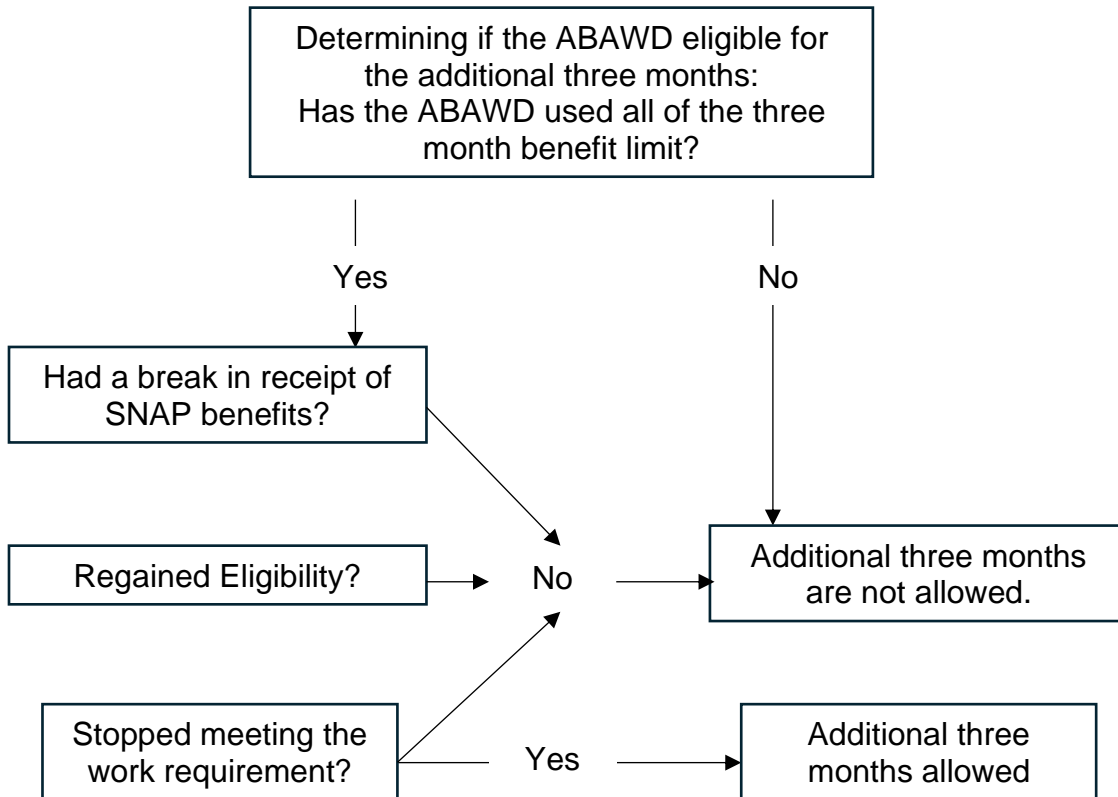 Determining if the ABAWD eligible for
the additional three months:
Has the ABAWD used all of the three
month benefit limit?
Yes
No
Had a break in receipt of
SNAP benefits?
Regained Eligibility?
No
Additional three months
are not allowed.
Stopped meeting the
work requirement?
Yes
Additional three
months allowed